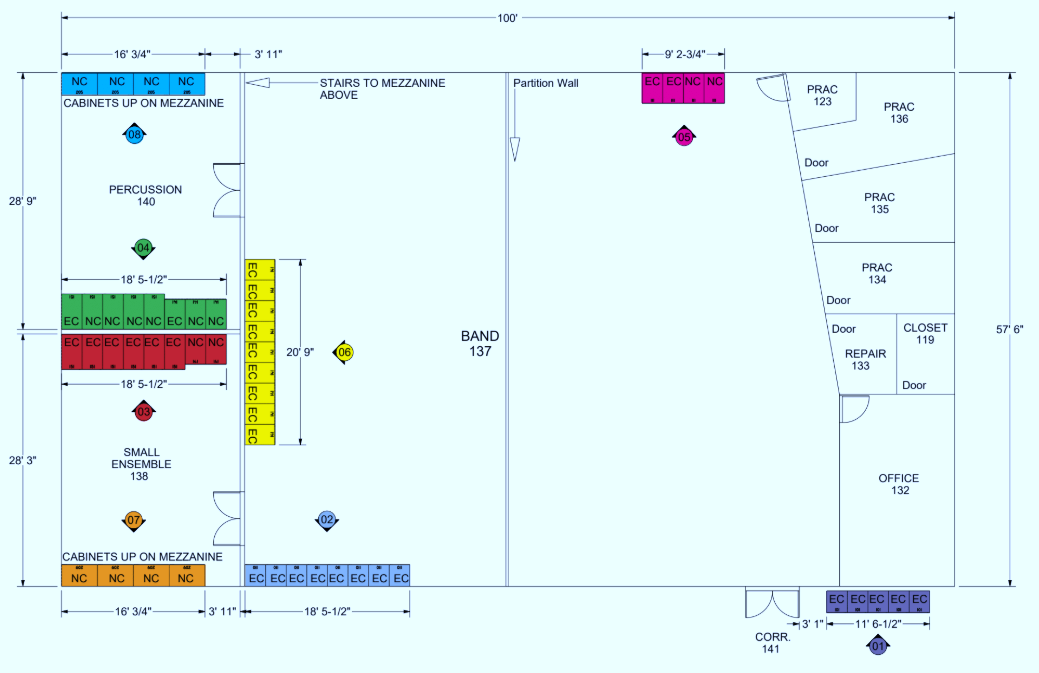 100'
16' 3/4"
3' 11"
9' 2-3/4"
NC NC NC NC
CABINETS UP ON MEZZANINE
STAIRS TO MEZZANINE
ABOVE
Partition Wall
EC EC NC NC
05
PRAC
123
PRAC
136
Door
08
PERCUSSION
140
28' 9"
04
18' 5-1/2"
EC NC NC NC NC EC NC NC
PRAC
135
Door
PRAC
134
Door
EC EC EC EC EC EC NC NC
18' 5-1/2"
03
EC
EC
EC
EC
EC
EC
EC
EC
EC
20' 9"
06
BAND
137
Door
REPAIR
133
CLOSET
119
Door
57' 6"
28' 3"
SMALL
ENSEMBLE
138
07
02
OFFICE
132
CABINETS UP ON MEZZANINE
NC NC NC NC
EC EC EC EC EC EC EC EC
16' 3/4"
3' 11"
18' 5-1/2"
EC EC EC EC EC
3' 1"
11' 6-1/2"
CORR.
141
01